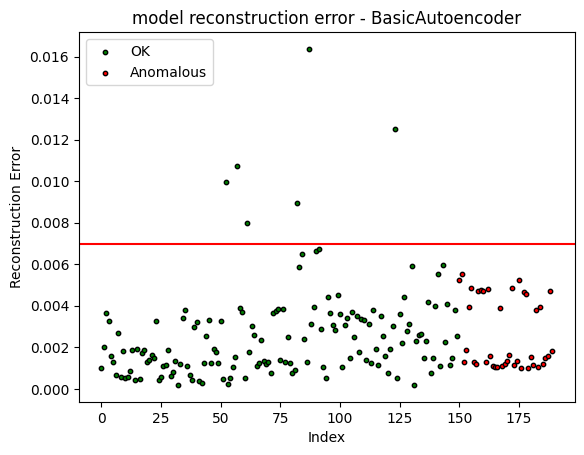 model reconstruction error - BasicAutoencoder
OK
Anomalous
Reconstruction Error
0.016
0.014
0.012
0.010
0.008
0.006
0.004
0.002
0.000
0 25 50 75 100 125 150 175
Index